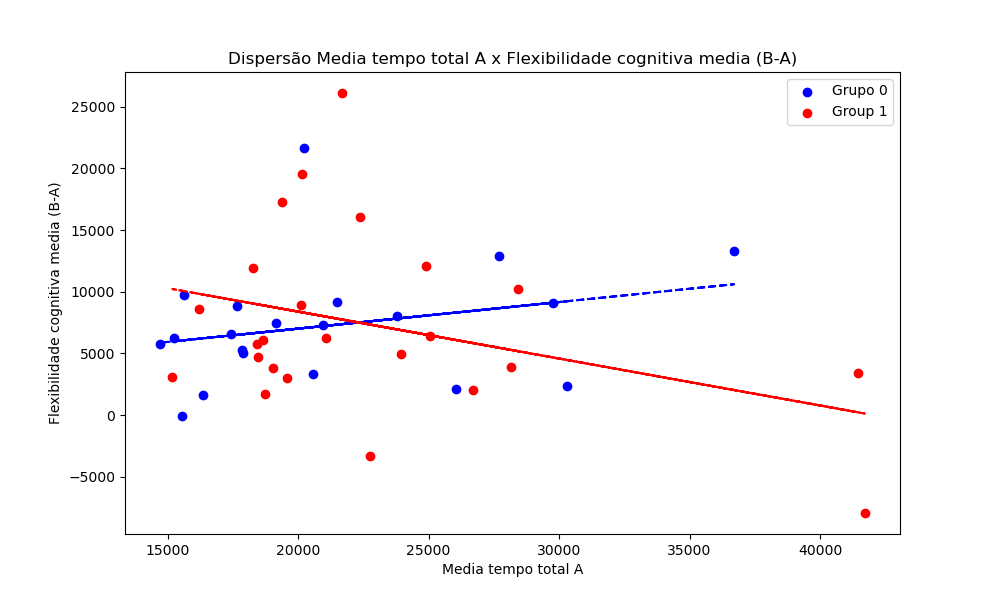 Dispersão Media tempo total A x Flexibilidade cognitiva media (B-A)
Grupo 0
Group 1
Flexibilidade cognitiva media (B-A)
25000
20000
15000
10000
5000
0
−5000
15000
20000
25000
30000
35000
40000
Media tempo total A